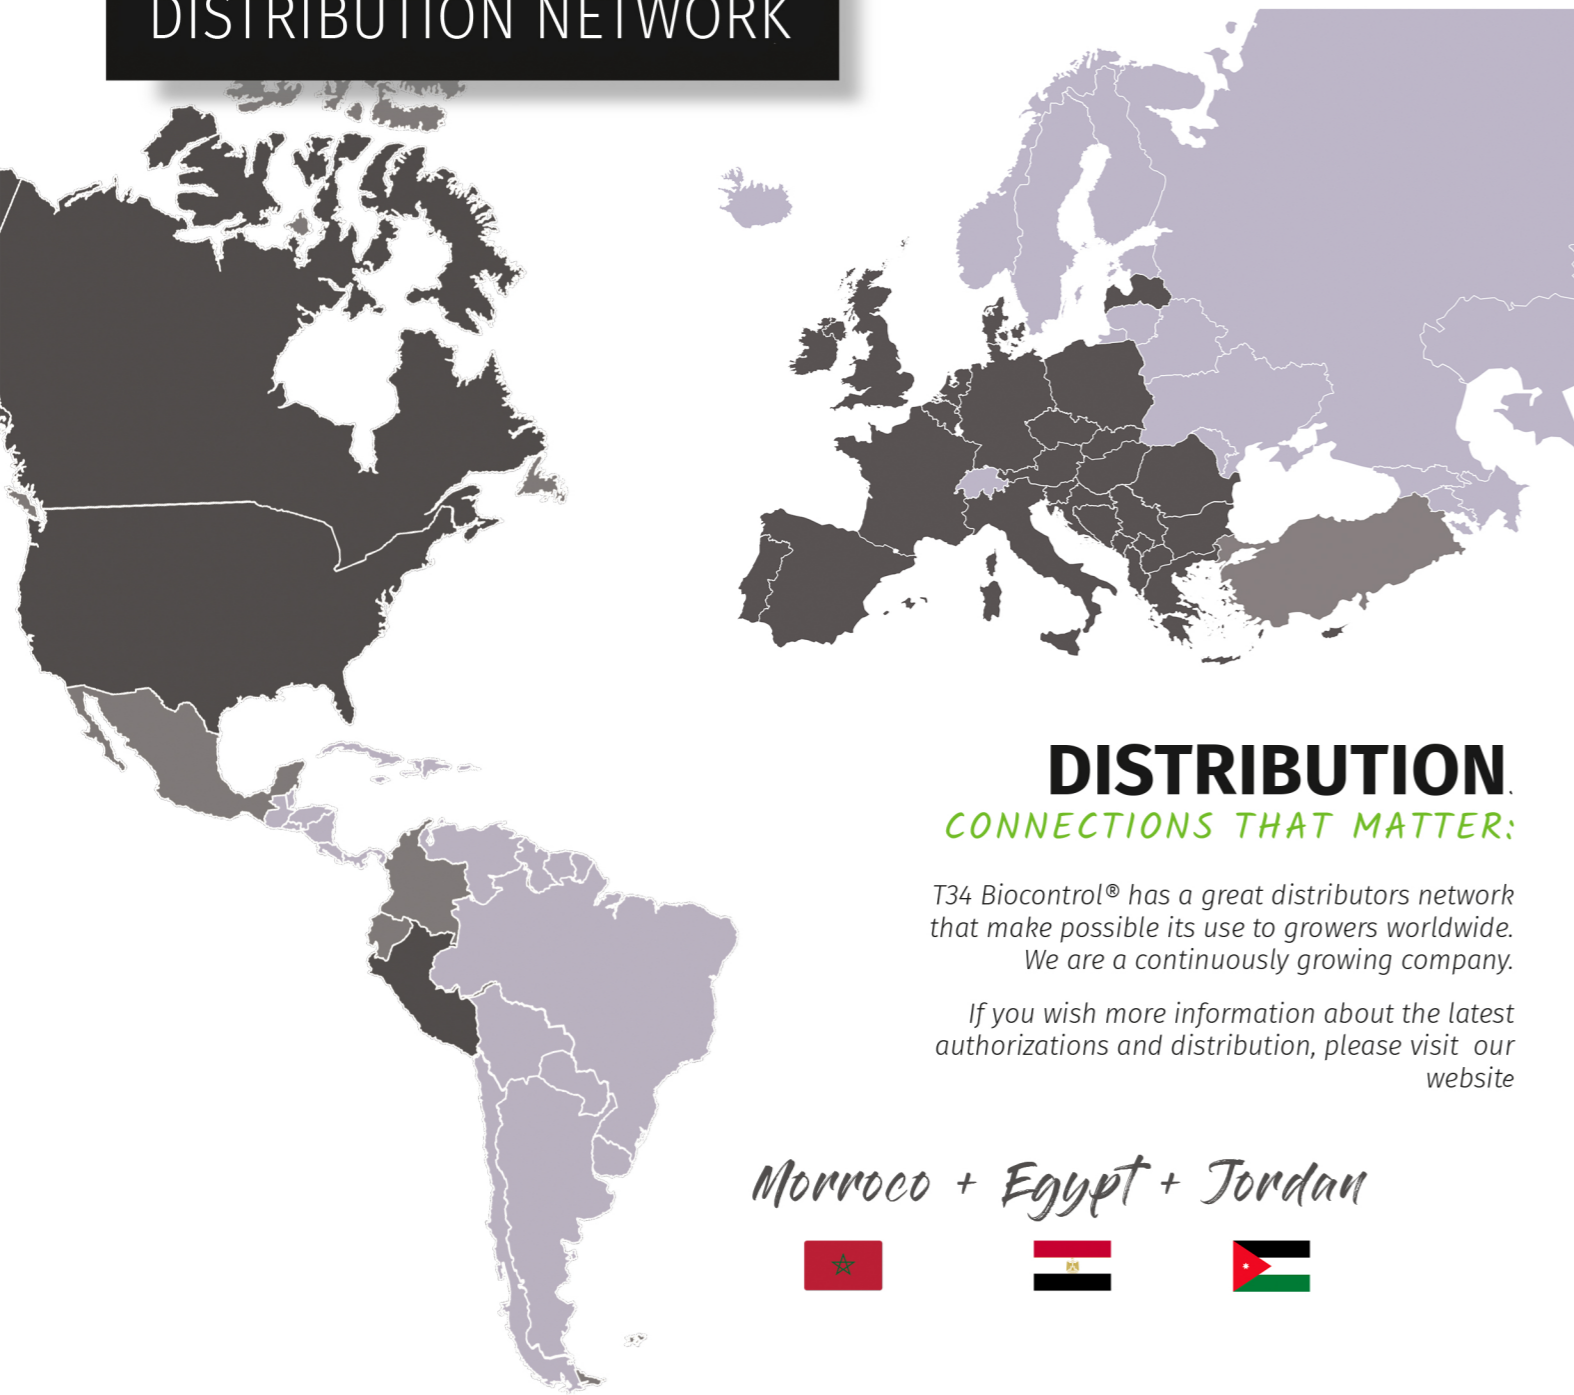 DISTRIBUTION NETWORK
DISTRIBUTION.
CONNECTIONS THAT MATTER:
T34 Biocontrol® has a great distributors network
that make possible its use to growers worldwide.
We are a continuously growing company.
If you wish more information about the latest
authorizations and distribution, please visit our
website
Morroco + Egypt + Jordan